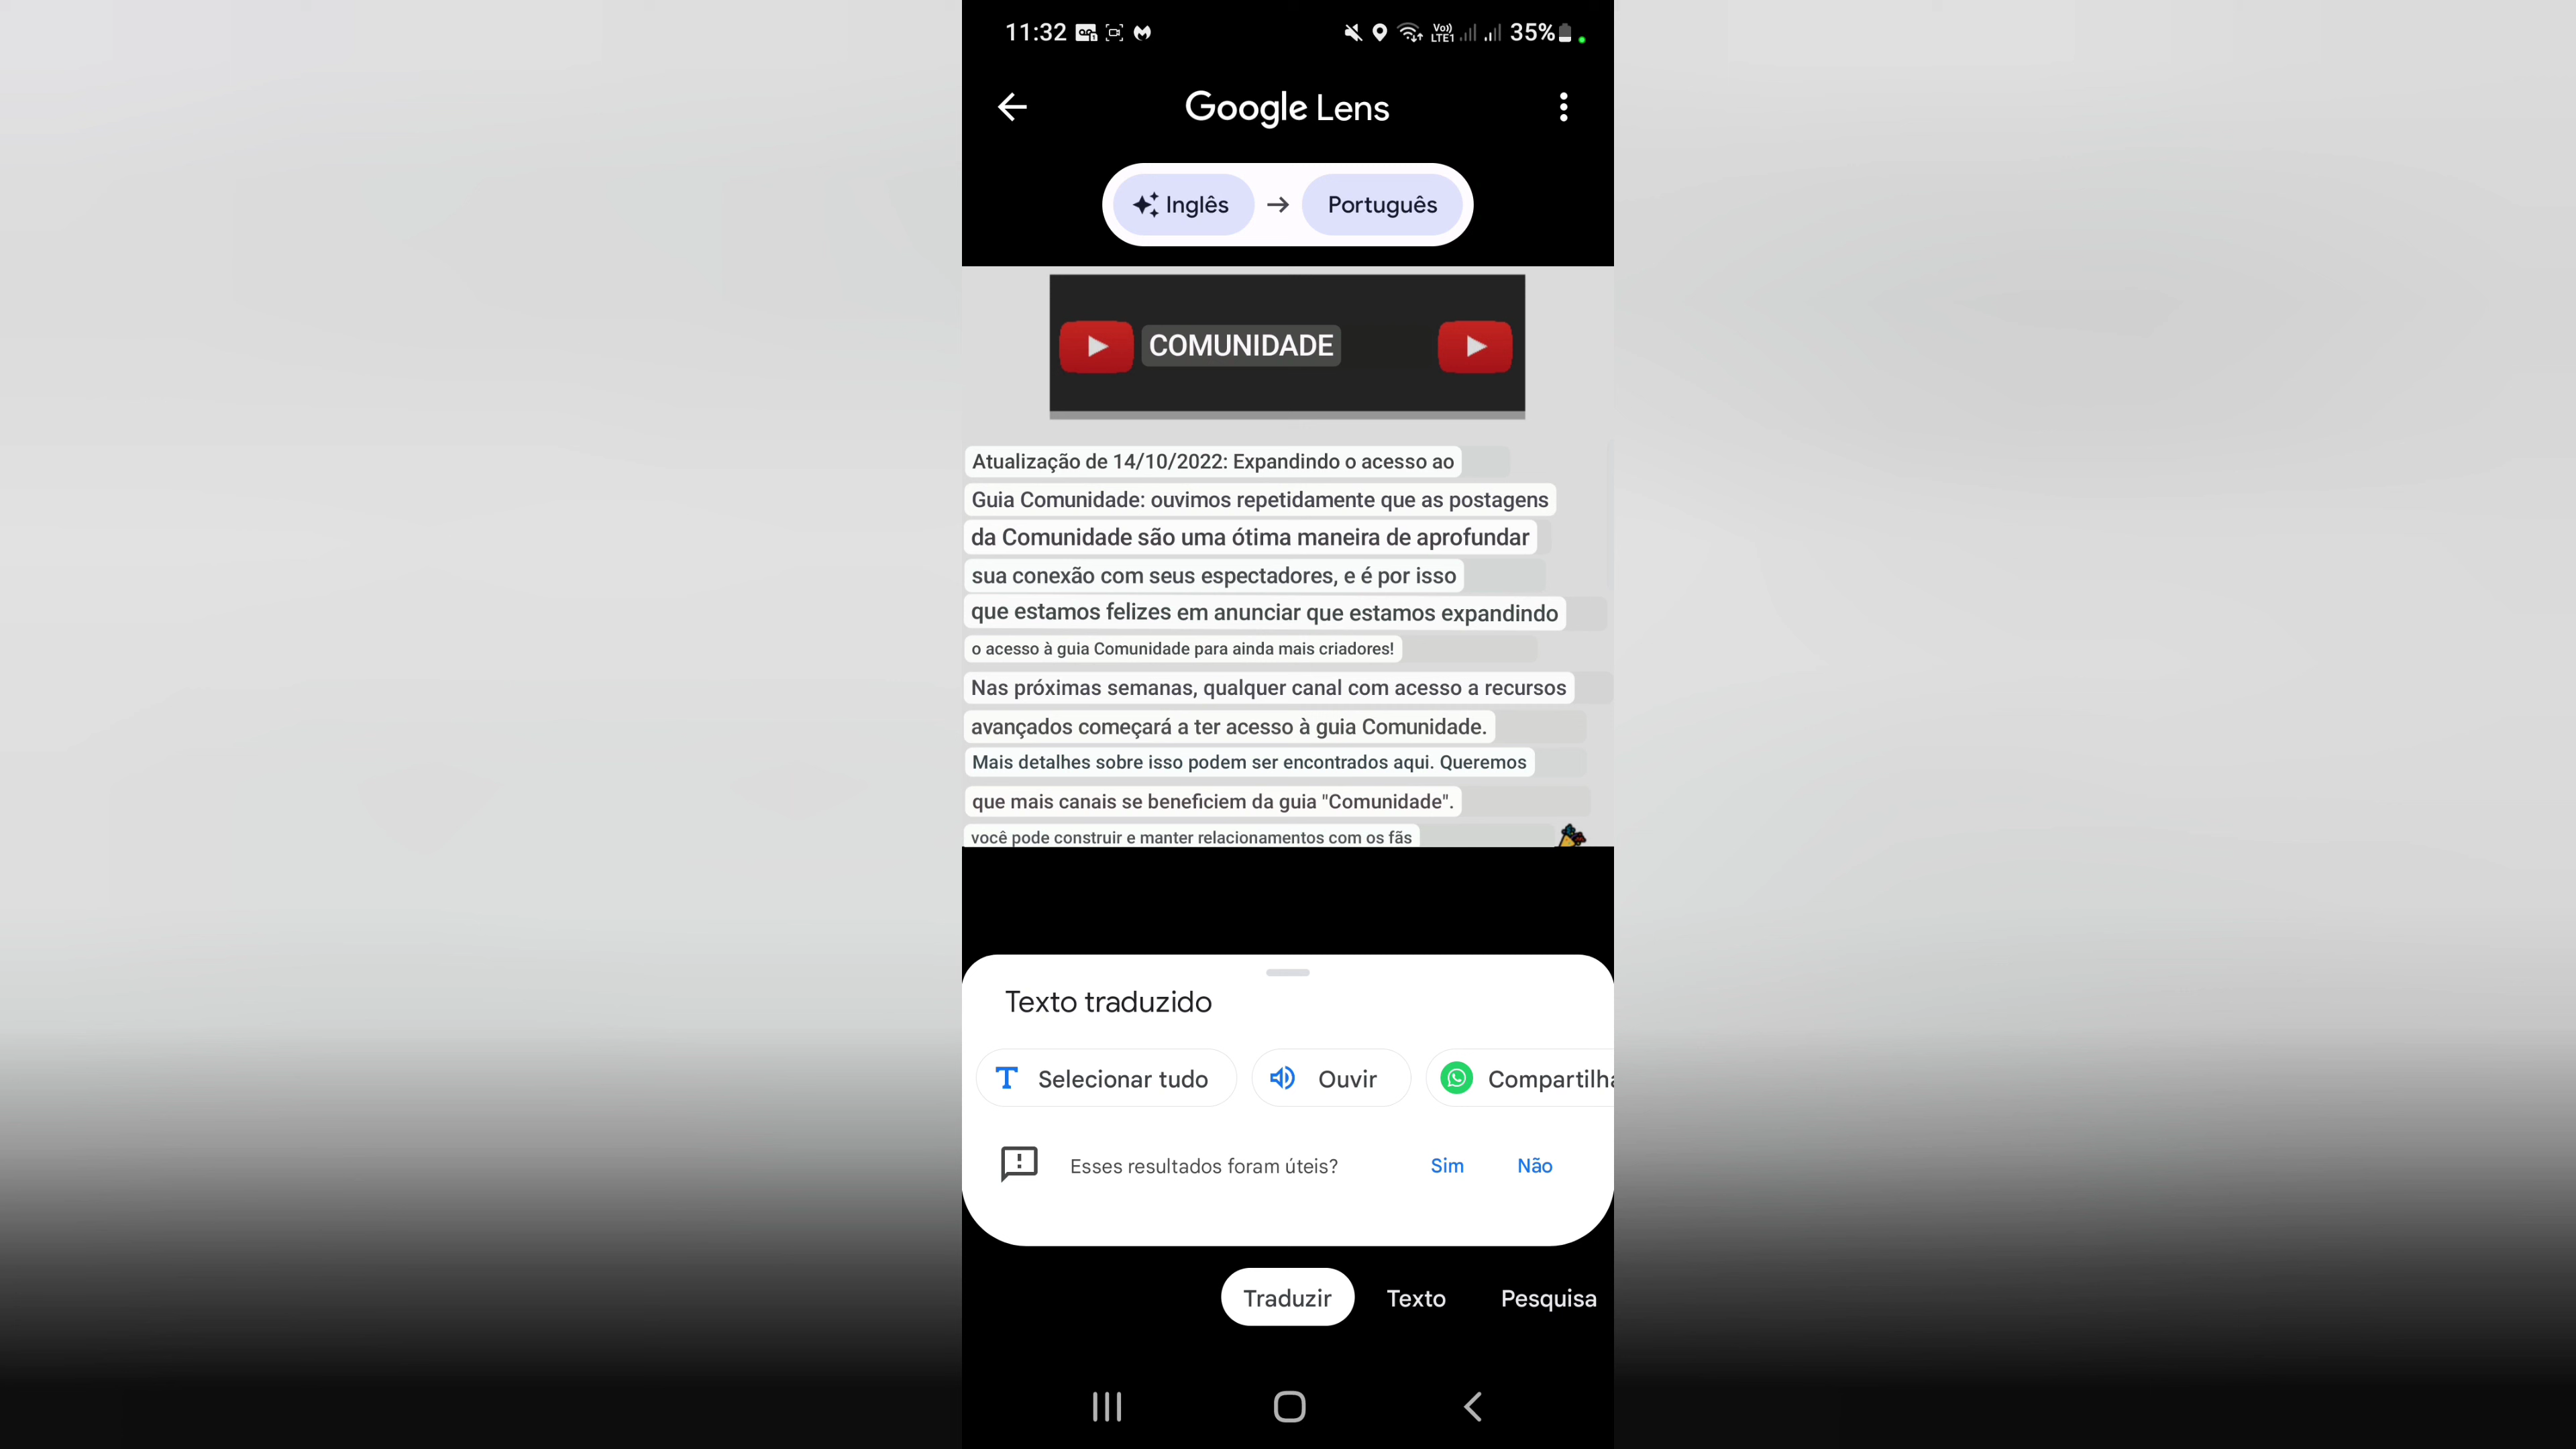 11:32
Vo))
LTE1
35%
Google Lens
Inglês → Português
COMUNIDADE
Atualização de 14/10/2022: Expandindo o acesso ao
Guia Comunidade: ouvimos repetidamente que as postagens
da Comunidade são uma ótima maneira de aprofundar
sua conexão com seus espectadores, e é por isso
que estamos felizes em anunciar que estamos expandindo
o acesso à guia Comunidade para ainda mais criadores!
Nas próximas semanas, qualquer canal com acesso a recursos
avançados começará a ter acesso à guia Comunidade.
Mais detalhes sobre isso podem ser encontrados aqui. Queremos
que mais canais se beneficiem da guia "Comunidade".
você pode construir e manter relacionamentos com os fãs
Texto traduzido
Selecionar tudo
Ouvir
Compartilha
Esses resultados foram úteis?
Sim
Não
Traduzir
Texto
Pesquisa